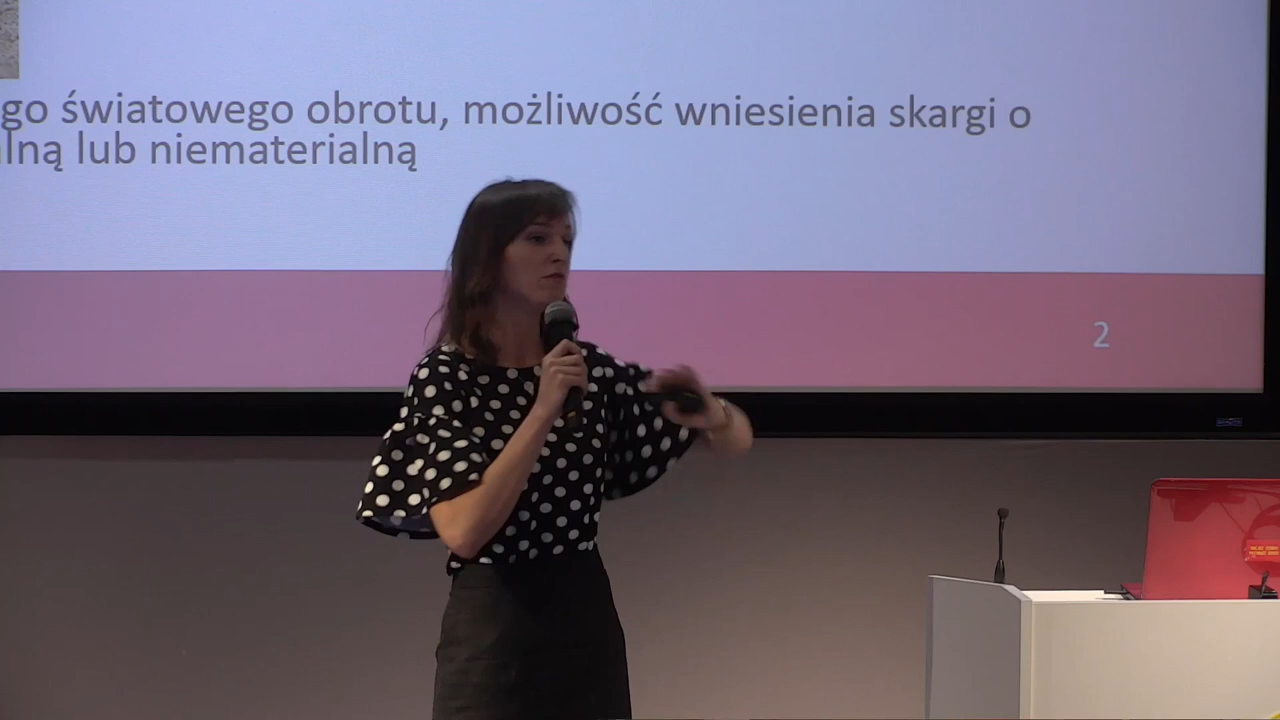 go światowego obrotu, możliwość wniesienia skargi o
lną lub niematerialną
2